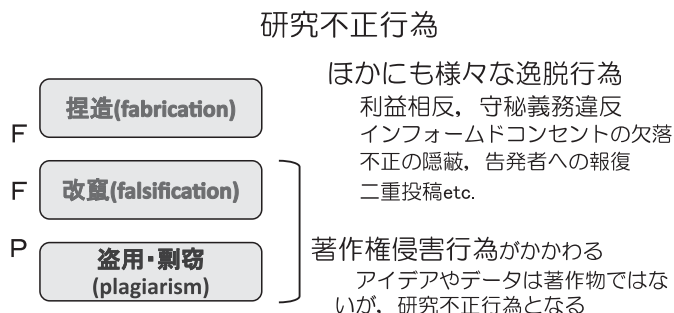 研究不正行為
F
捏造(fabrication)
F
改竄(falsification)
P
盗用・剽窃
(plagiarism)
ほかにも様々な逸脱行為
利益相反，守秘義務違反
インフォームドコンセントの欠落
不正の隠蔽，告発者への報復
二重投稿etc.
著作権侵害行為がかかわる
アイデアやデータは著作物ではな
いが，研究不正行為となる